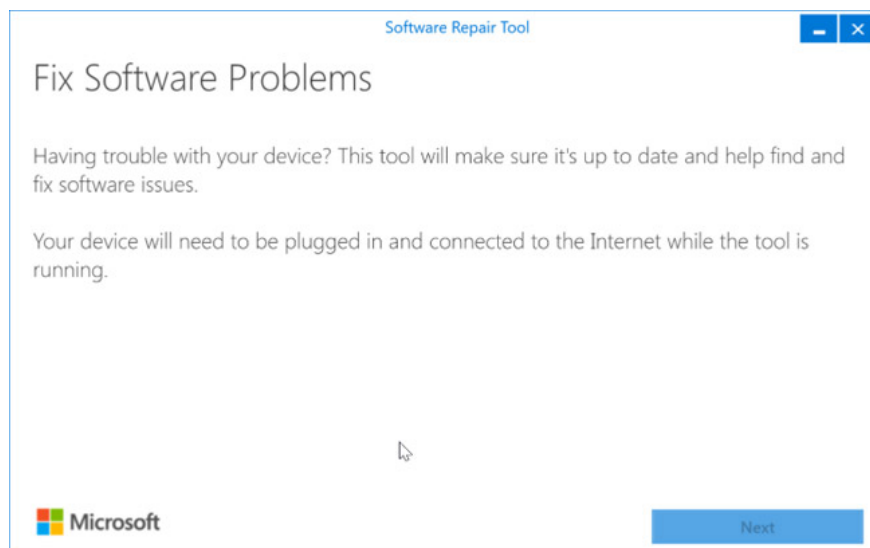 Software Repair Tool
Fix Software Problems
Having trouble with your device? This tool will make sure it's up to date and help find and
fix software issues.
Your device will need to be plugged in and connected to the Internet while the tool is
running.
Microsoft
Next